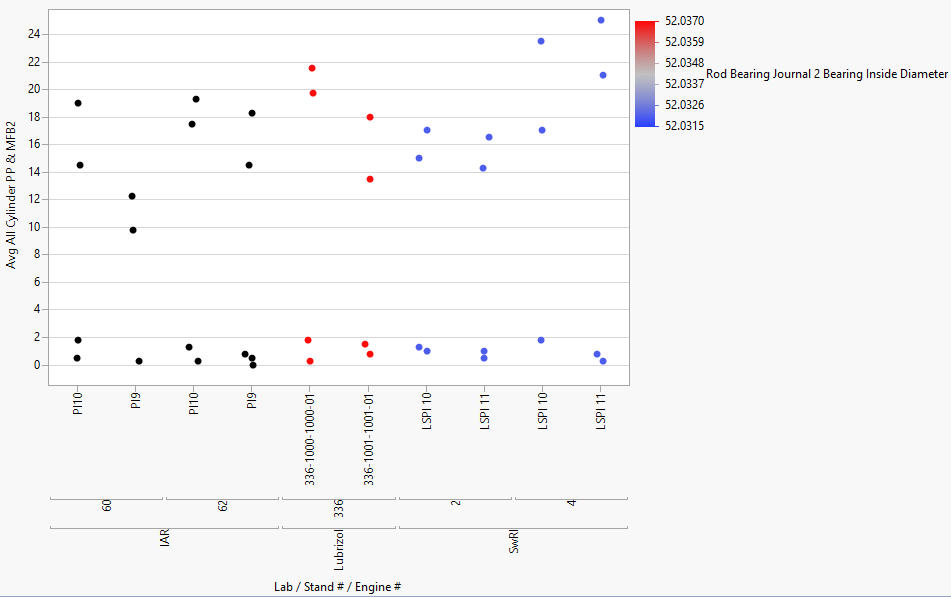 24
22
20
18
16
14
12
10
8
6
4
2
0
Avg All Cylinder PP & MFB2
PI10
PI9
PI10
PI9
336-1000-1000-01
336-1001-1001-01
LSPI 10
LSPI 11
LSPI 10
LSPI 11
60
62
336
2
4
IAR
Lubrizol
SwRI
Lab / Stand # / Engine #
52.0370
52.0359
52.0348
52.0337
52.0326
52.0315
Rod Bearing Journal 2 Bearing Inside Diameter